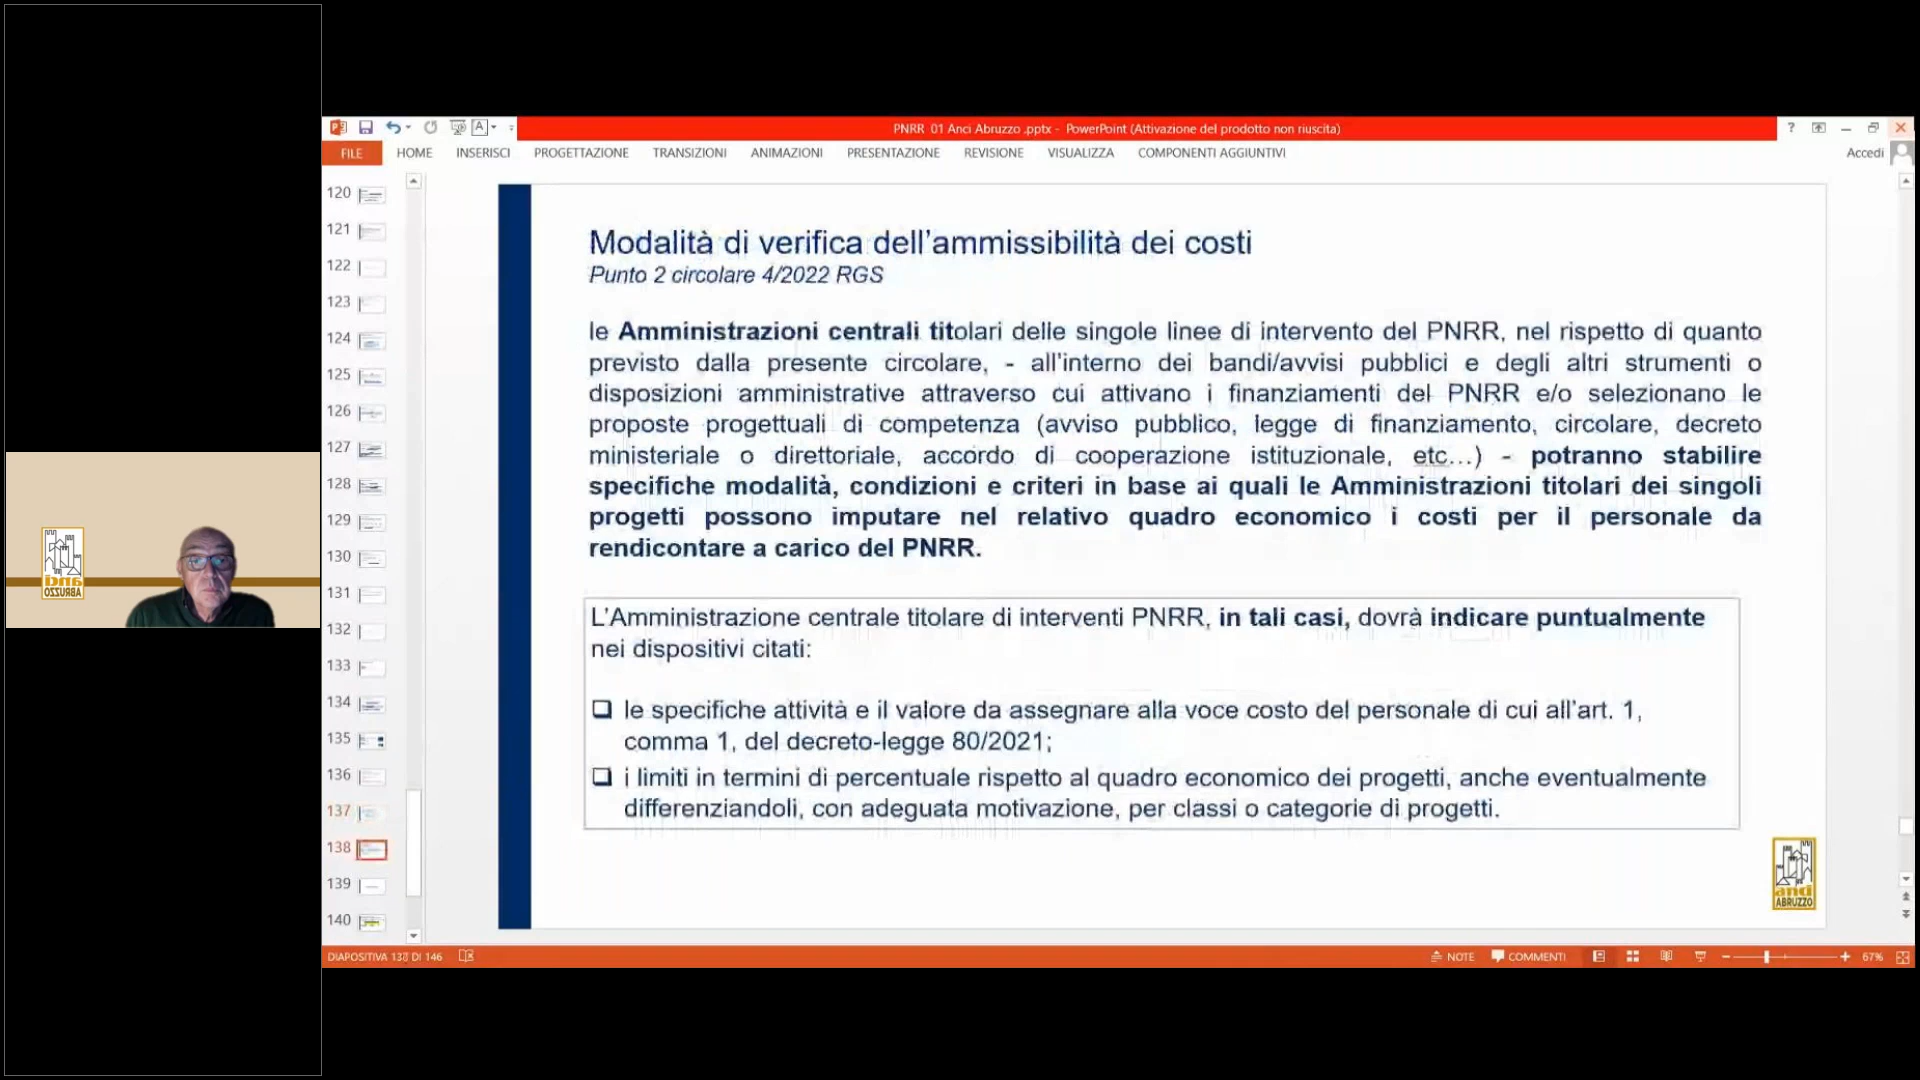 PNRR 01 Anci Abruzzo .pptx - PowerPoint (Attivazione del prodotto non riuscita)
FILE HOME INSERISCI PROGETTAZIONE TRANSIZIONI ANIMAZIONI PRESENTAZIONE REVISIONE VISUALIZZA COMPONENTI AGGIUNTIVI Accedi
120
121
122
123
124
125
126
127
128
129
130
131
132
133
134
135
136
137
138
139
140
Modalità di verifica dell'ammissibilità dei costi
Punto 2 circolare 4/2022 RGS
le Amministrazioni centrali titolari delle singole linee di intervento del PNRR, nel rispetto di quanto
previsto dalla presente circolare, - all'interno dei bandi/avvisi pubblici e degli altri strumenti o
disposizioni amministrative attraverso cui attivano i finanziamenti del PNRR e/o selezionano le
proposte progettuali di competenza (avviso pubblico, legge di finanziamento, circolare, decreto
ministeriale o direttoriale, accordo di cooperazione istituzionale, etc...) - potranno stabilire
specifiche modalità, condizioni e criteri in base ai quali le Amministrazioni titolari dei singoli
progetti possono imputare nel relativo quadro economico i costi per il personale da
rendicontare a carico del PNRR.
L'Amministrazione centrale titolare di interventi PNRR, in tali casi, dovrà indicare puntualmente
nei dispositivi citati:
❑ le specifiche attività e il valore da assegnare alla voce costo del personale di cui all'art. 1,
comma 1, del decreto-legge 80/2021;
❑ i limiti in termini di percentuale rispetto al quadro economico dei progetti, anche eventualmente
differenziandoli, con adeguata motivazione, per classi o categorie di progetti.
anci
ABRUZZO
anci
ABRUZZO
DIAPOSITIVA 138 DI 146 NOTE COMMENTI 67%